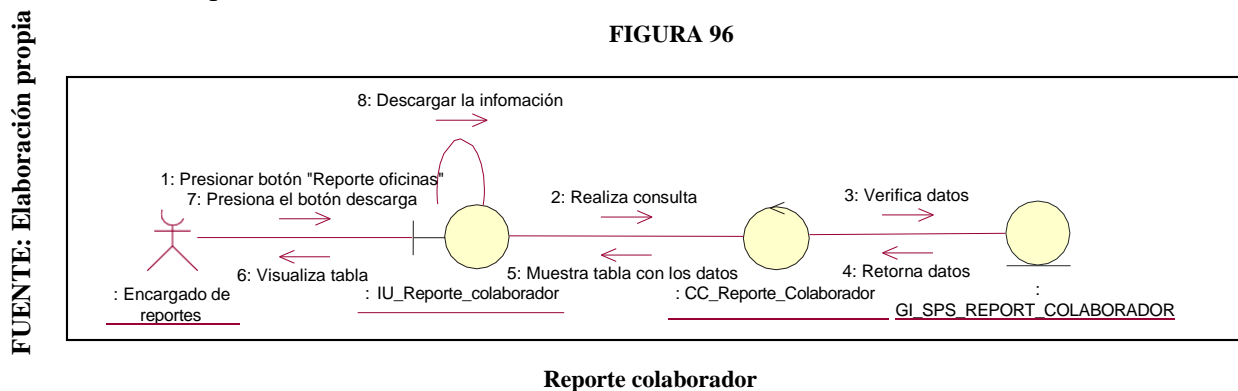 FIGURA 96
FUENTE: Elaboración propia
8: Descargar la infomación
1: Presionar botón "Reporte oficinas"
7: Presiona el botón descarga
2: Realiza consulta
3: Verifica datos
6: Visualiza tabla
5: Muestra tabla con los datos
4: Retorna datos
: Encargado de
reportes
: IU_Reporte_colaborador
: CC_Reporte_Colaborador
:
GI_SPS_REPORT_COLABORADOR
Reporte colaborador